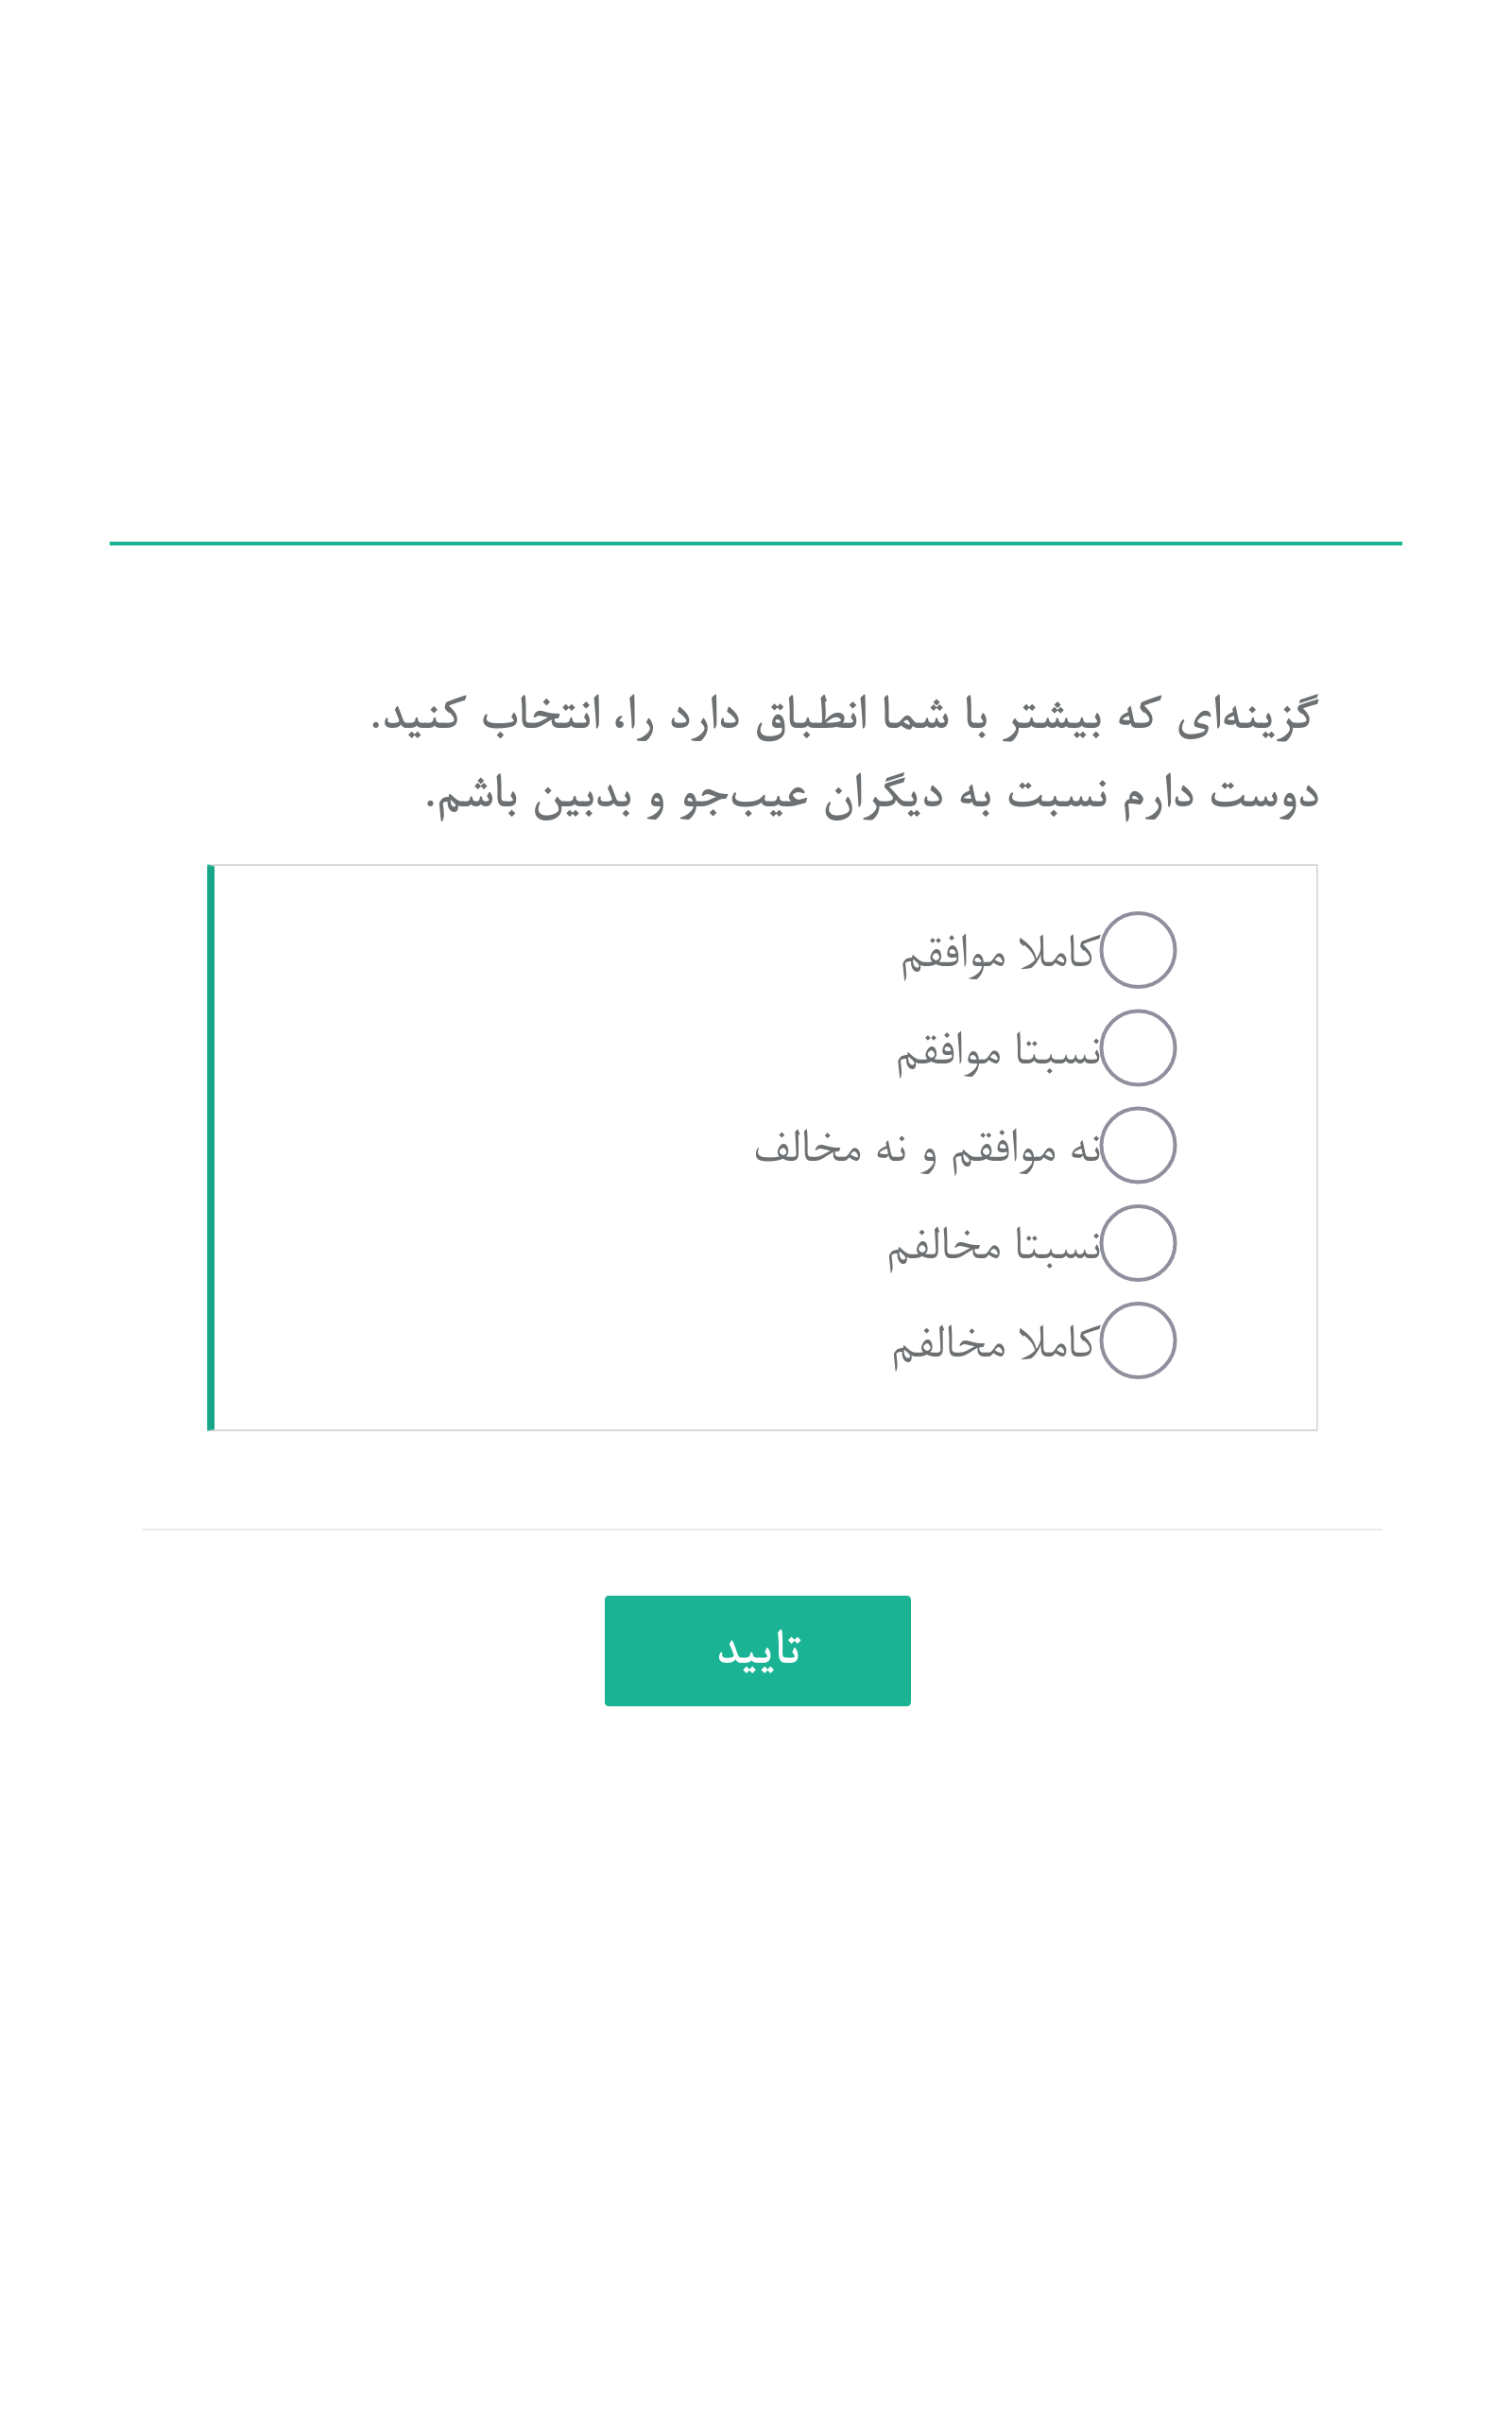 گزینه‌ای که بیشتر با شما انطباق دارد را، انتخاب کنید.
دوست دارم نسبت به دیگران عیب‌جو و بدبین باشم.
کاملا موافقم
نسبتا موافقم
نه موافقم و نه مخالف
نسبتا مخالفم
کاملا مخالفم
تایید